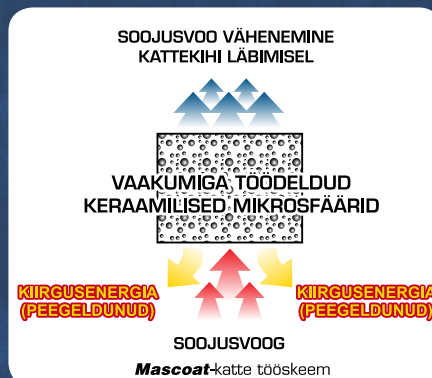 SOOJUSVOO VÄHENEMINE
KATTEKIHI LÄBIMISEL
VAAKUMIGA TÖÖDELDUD
KERAAMILISED MIKROSFÄÄRID
KIIRGUSENERGIA
(PEEGELDUNUD)
KIIRGUSENERGIA
(PEEGELDUNUD)
SOOJUSVOOG
Mascoat-katte tööskeem